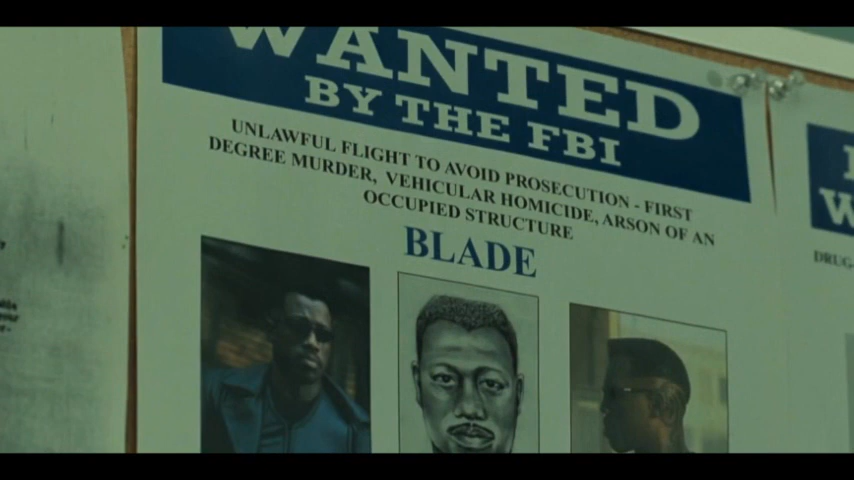 WANTED
BY THE FBI
UNLAWFUL FLIGHT TO AVOID PROSECUTION - FIRST
DEGREE MURDER, VEHICULAR HOMICIDE, ARSON OF AN
OCCUPIED STRUCTURE
BLADE
DRUG-